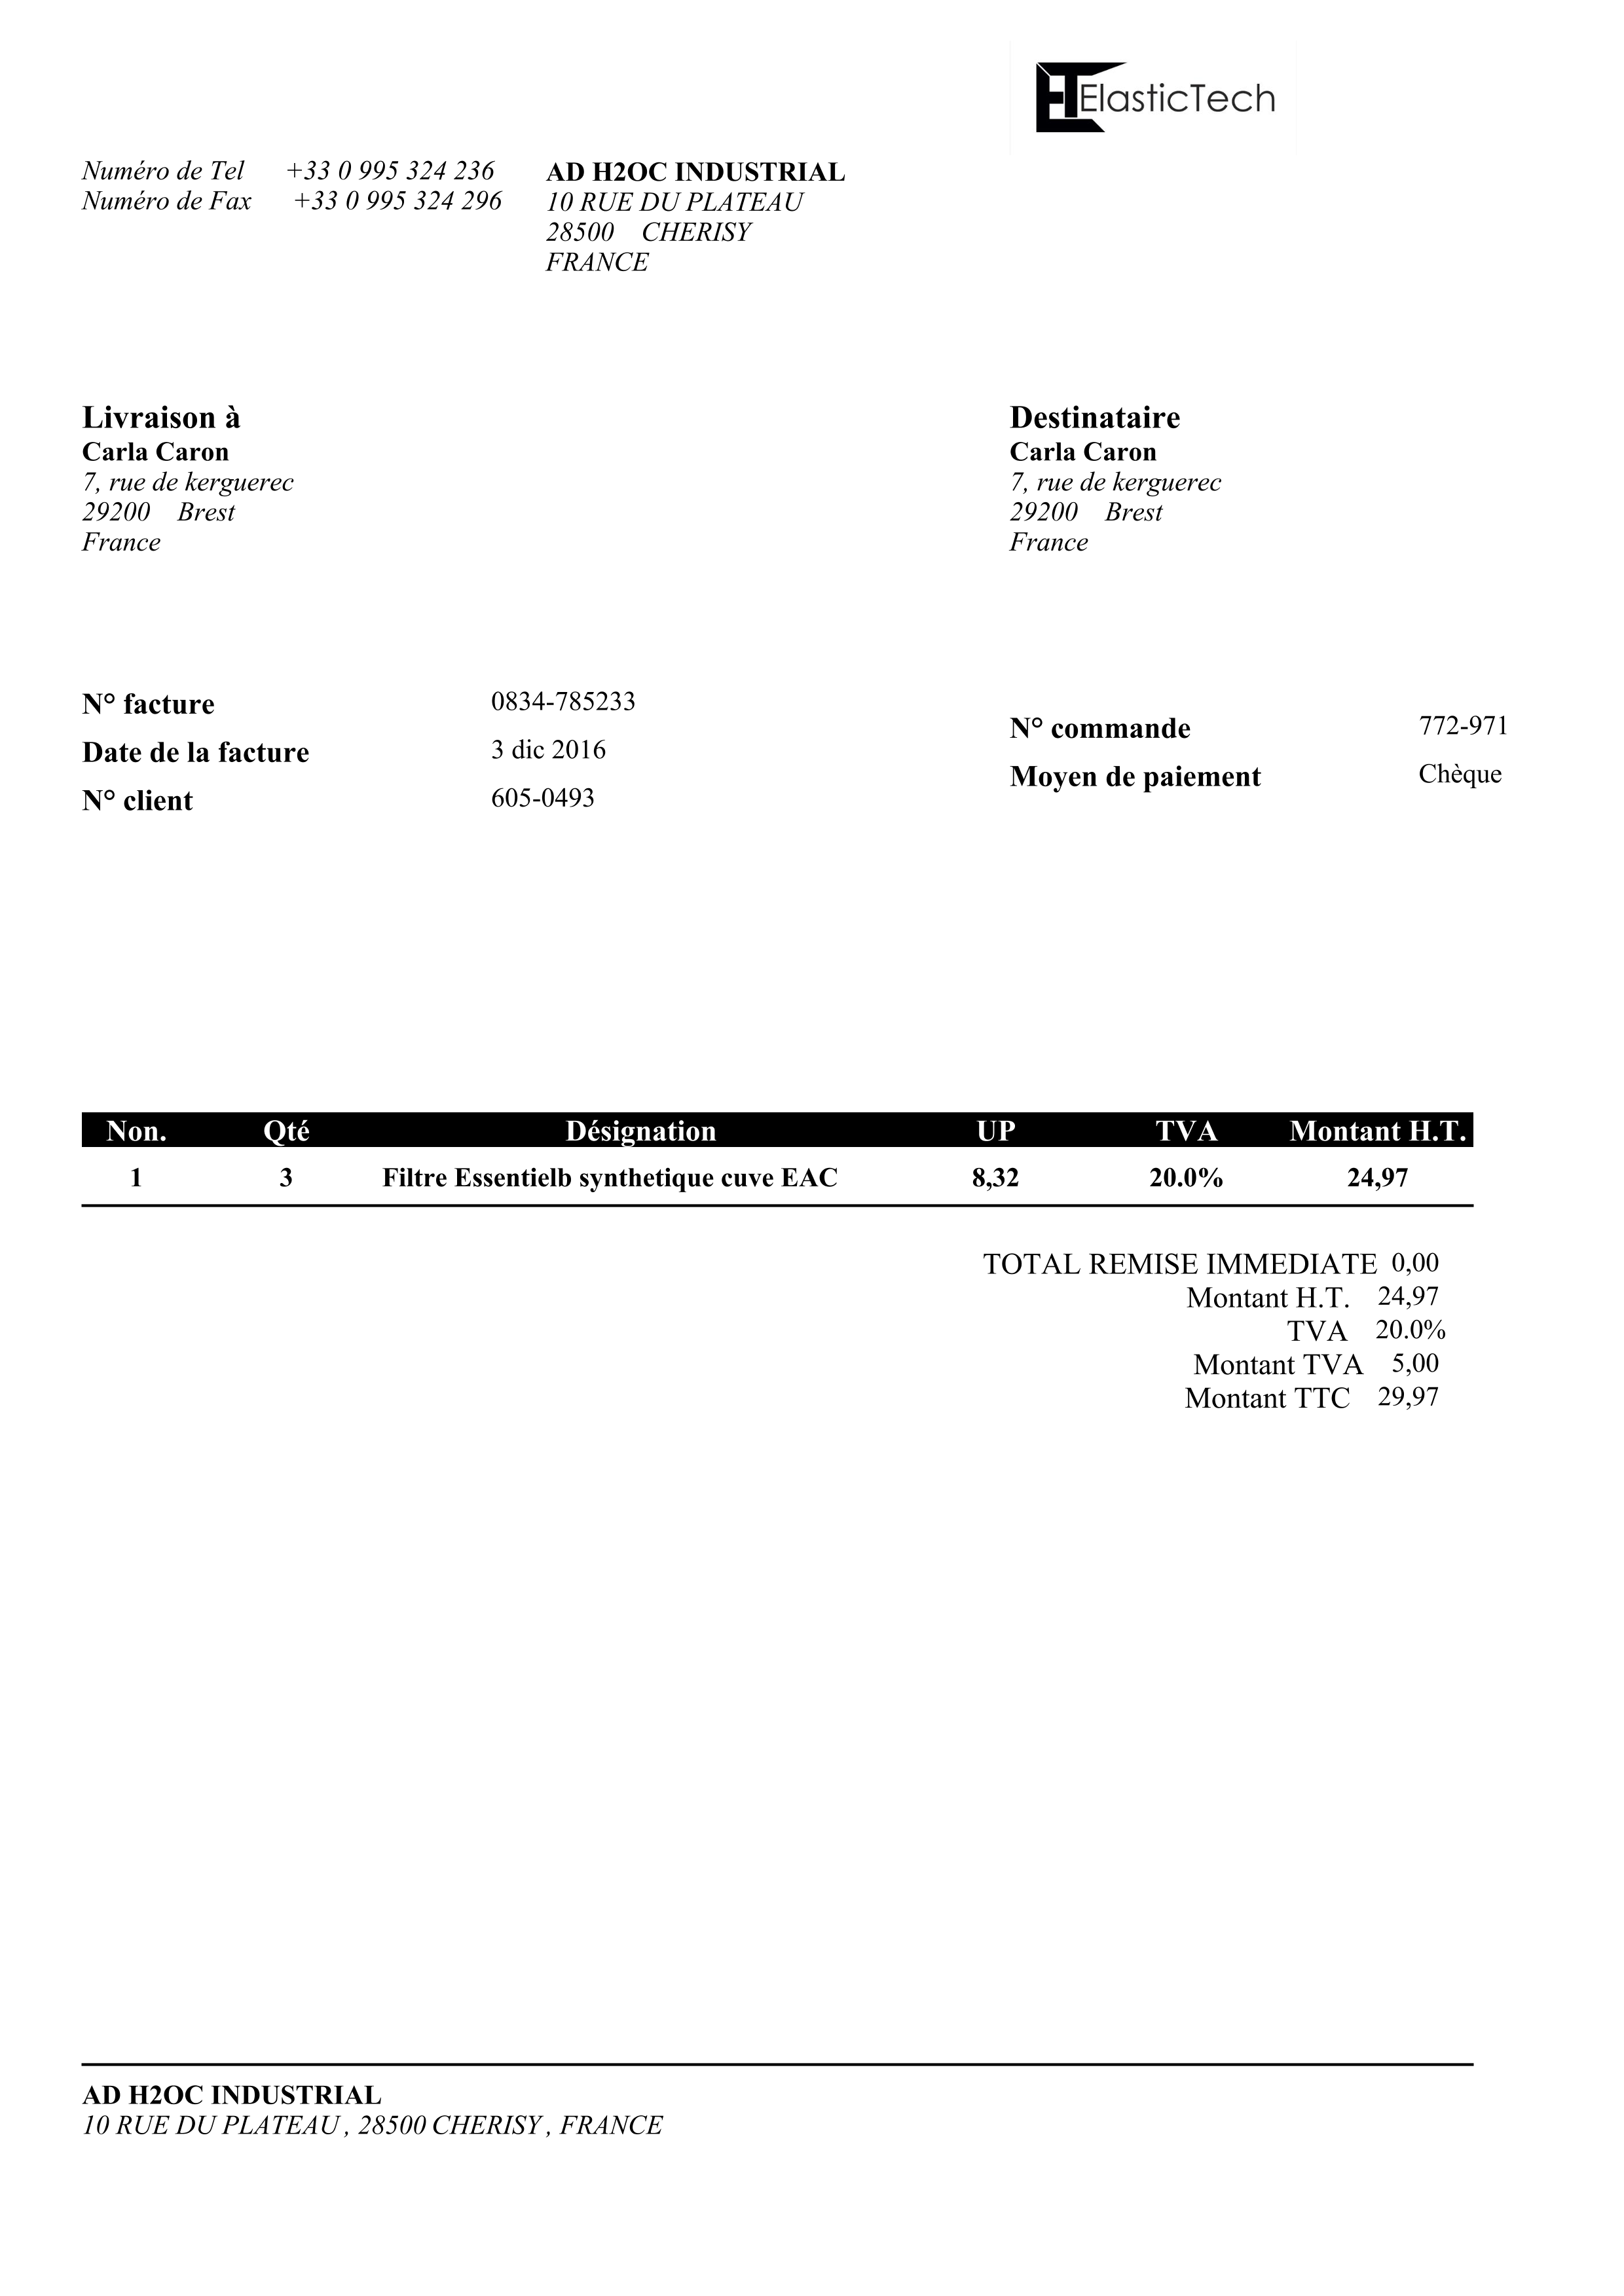 ElasticTech
Numéro de Tel +33 0 995 324 236
Numéro de Fax +33 0 995 324 296
AD H2OC INDUSTRIAL
10 RUE DU PLATEAU
28500 CHERISY
FRANCE
Livraison à
Carla Caron
7, rue de kerguerec
29200 Brest
France
Destinataire
Carla Caron
7, rue de kerguerec
29200 Brest
France
N° facture 0834-785233
Date de la facture 3 dic 2016
N° client 605-0493
N° commande 772-971
Moyen de paiement Chèque
Non. Qté Désignation UP TVA Montant H.T.
1 3 Filtre Essentielb synthetique cuve EAC 8,32 20.0% 24,97
TOTAL REMISE IMMEDIATE 0,00
Montant H.T. 24,97
TVA 20.0%
Montant TVA 5,00
Montant TTC 29,97
AD H2OC INDUSTRIAL
10 RUE DU PLATEAU , 28500 CHERISY , FRANCE